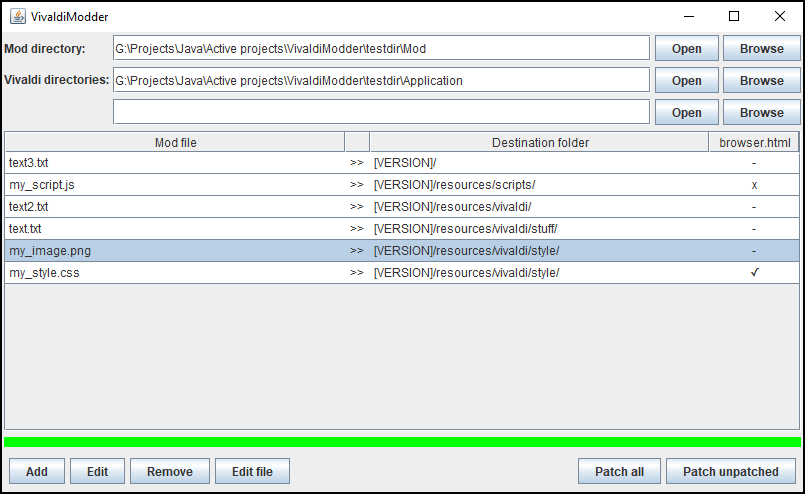 VivaldiModder
Mod directory: G:\Projects\Java\Active projects\VivaldiModder\testdir\Mod Open Browse
Vivaldi directories: G:\Projects\Java\Active projects\VivaldiModder\testdir\Application Open Browse
Open Browse
Mod file Destination folder browser.html
text3.txt >> [VERSION]/ -
my_script.js >> [VERSION]/resources/scripts/ x
text2.txt >> [VERSION]/resources/vivaldi/ -
text.txt >> [VERSION]/resources/vivaldi/stuff/ -
my_image.png >> [VERSION]/resources/vivaldi/style/ -
my_style.css >> [VERSION]/resources/vivaldi/style/ ✓
Add Edit Remove Edit file Patch all Patch unpatched